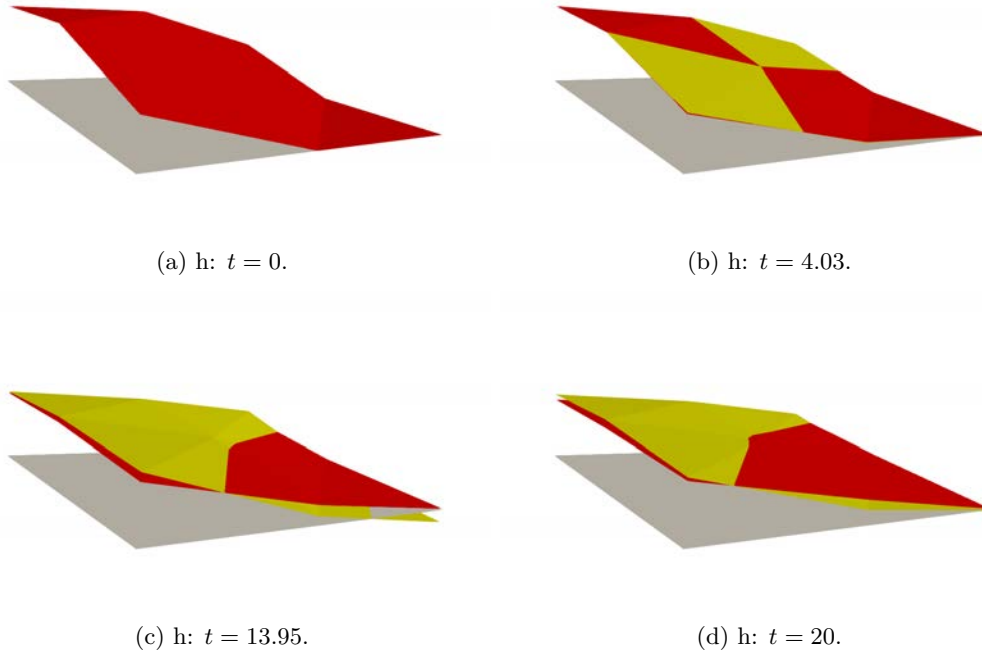 (a) h: t = 0.
(b) h: t = 4.03.
(c) h: t = 13.95.
(d) h: t = 20.